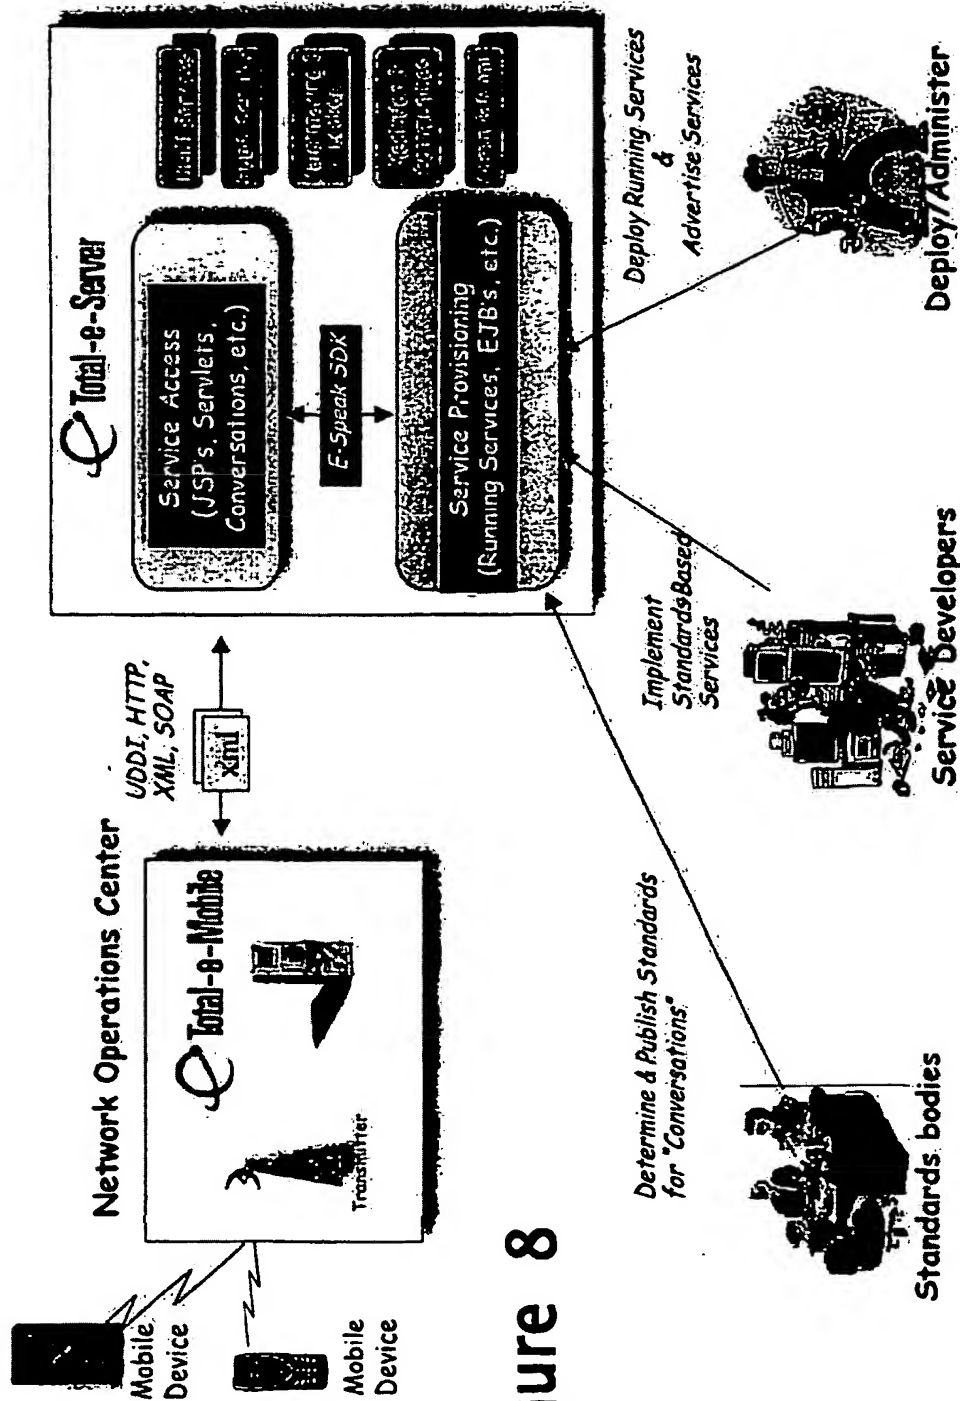 Mobile
Device
Mobile
Device
Network Operations Center
Total-e-Mobile
Transmitter
UDDI, HTTP,
XML, SOAP
xml
Total-e-Server
Service Access
(JSP's, Servlets,
Conversations, etc.)
E-Speak SDK
Service Provisioning
(Running Services, EJB's, etc.)
Determine & Publish Standards
for "Conversations."
Implement
Standards Based
Services
Deploy Running Services
&
Advertise Services
Standards bodies
Service Developers
Deploy/Administer
ure 8